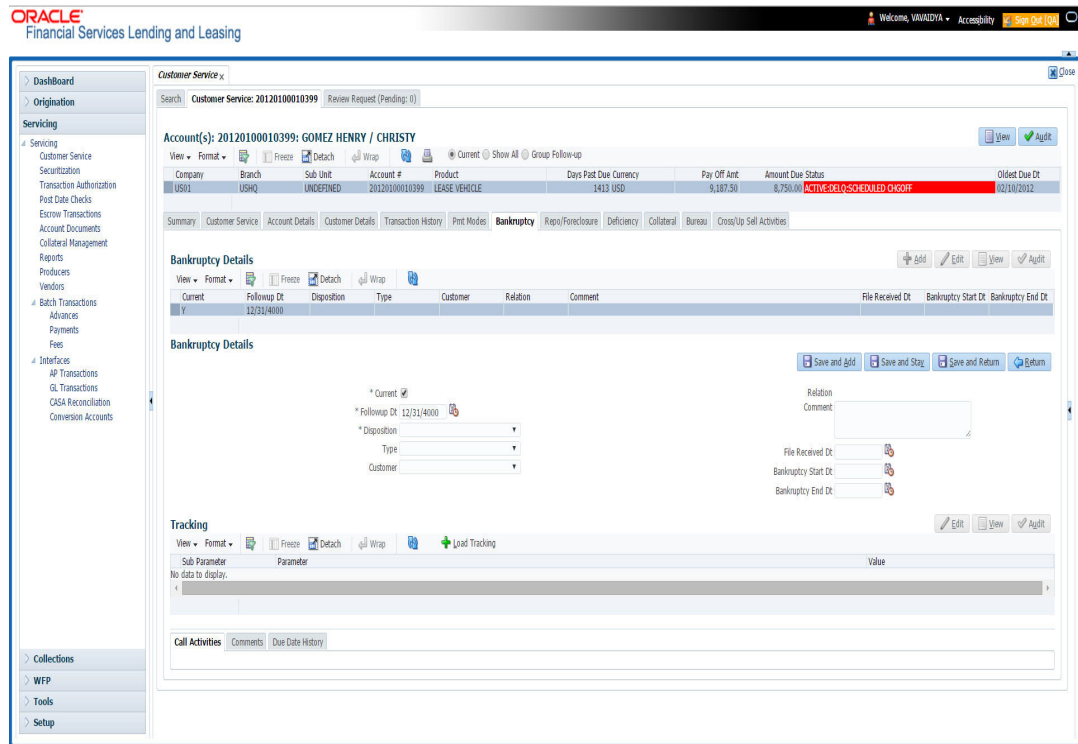 ORACLE
Financial Services Lending and Leasing
Welcome, VAVAIDYA Accessibility Sign Out [QA]
Close
DashBoard
Origination
Servicing
Servicing
Customer Service
Securitization
Transaction Authorization
Post Date Checks
Escrow Transactions
Account Documents
Collateral Management
Reports
Producers
Vendors
Batch Transactions
Advances
Payments
Fees
Interfaces
AP Transactions
GL Transactions
CASA Reconciliation
Conversion Accounts
Collections
WFP
Tools
Setup
Customer Service x
Search Customer Service: 20120100010399 Review Request (Pending: 0)
Account(s): 20120100010399: GOMEZ HENRY / CHRISTY
View Audit
View Format Freeze Detach Wrap Current Show All Group Follow-up
Company Branch Sub Unit Account # Product Days Past Due Currency Pay Off Amt Amount Due Status Oldest Due Dt
US01 USHQ UNDEFINED 20120100010399 LEASE VEHICLE 1413 USD 9,187.50 8,750.00 ACTIVE:DELQ:SCHEDULED CHGOFF 02/10/2012
Summary Customer Service Account Details Customer Details Transaction History Pmt Modes Bankruptcy Repo/Foreclosure Deficiency Collateral Bureau Cross/Up Sell Activities
Bankruptcy Details
Add Edit View Audit
View Format Freeze Detach Wrap
Current Followup Dt Disposition Type Customer Relation Comment File Received Dt Bankruptcy Start Dt Bankruptcy End Dt
Y 12/31/4000
Bankruptcy Details
Save and Add Save and Stay Save and Return Return
* Current
* Followup Dt 12/31/4000
* Disposition
Type
Customer
Relation
Comment
File Received Dt
Bankruptcy Start Dt
Bankruptcy End Dt
Tracking
Edit View Audit
View Format Freeze Detach Wrap Load Tracking
Sub Parameter Parameter Value
No data to display.
Call Activities Comments Due Date History